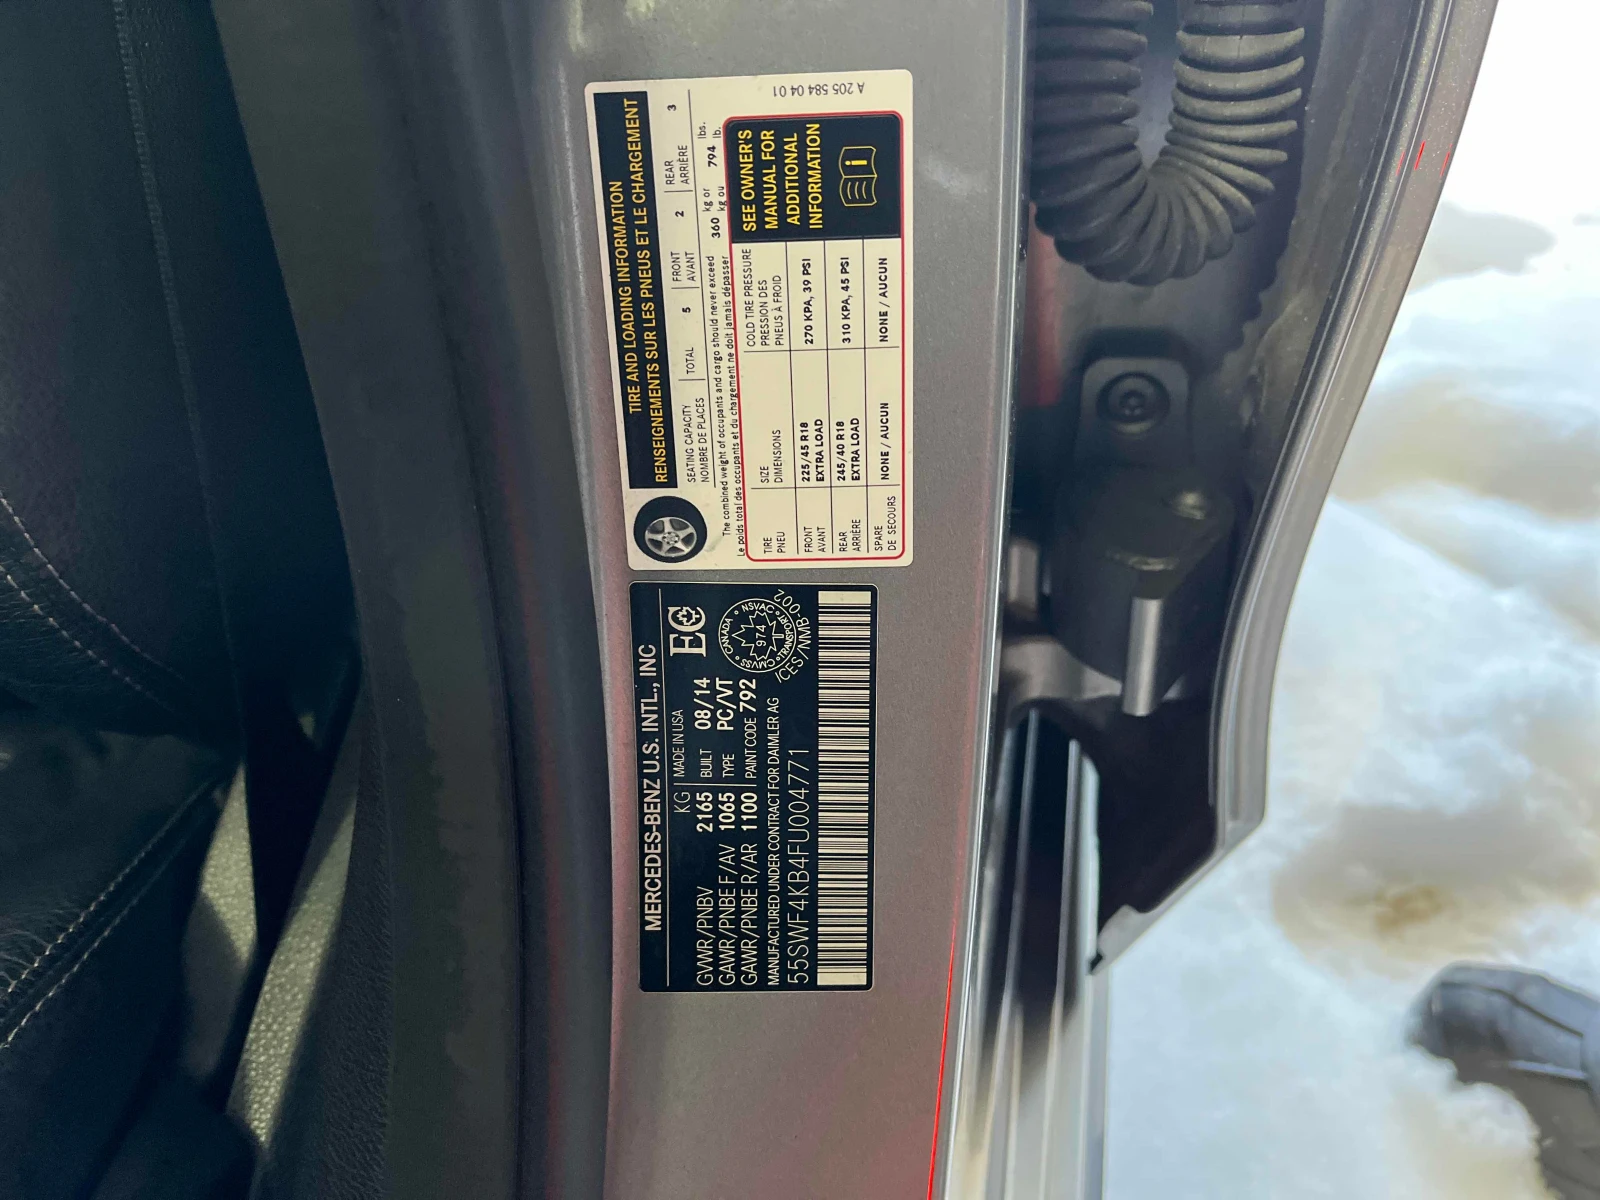 TIRE AND LOADING INFORMATION
RENSEIGNEMENTS SUR LES PNEUS ET LE CHARGEMENT
SEATING CAPACITY TOTAL 5 FRONT 2 REAR 3
NOMBRE DE PLACES AVANT ARRIÈRE
The combined weight of occupants and cargo should never exceed 360 kg or 794 lbs.
Le poids total des occupants et du chargement ne doit jamais dépasser kg ou lb.
TIRE SIZE COLD TIRE PRESSURE
PNEU DIMENSIONS PRESSION DES
PNEUS À FROID
FRONT 225/45 R18 270 KPA, 39 PSI
AVANT EXTRA LOAD
REAR 245/40 R18 310 KPA, 45 PSI
ARRIÈRE EXTRA LOAD
SPARE NONE / AUCUN NONE / AUCUN
DE SECOURS
SEE OWNER'S
MANUAL FOR
ADDITIONAL
INFORMATION
i
A 205 584 04 01
MERCEDES-BENZ U.S. INTL., INC
KG MADE IN USA
GVWR/PNBV 2165 BUILT 08/14
GAWR/PNBE F/AV 1065 TYPE PC/VT
GAWR/PNBE R/AR 1100 PAINT CODE 792
MANUFACTURED UNDER CONTRACT FOR DAIMLER AG
55SWF4KB4FU004771
EC
CANADA NSVAC
974
CMVSS TRANSPORT
ICES/NMB-002